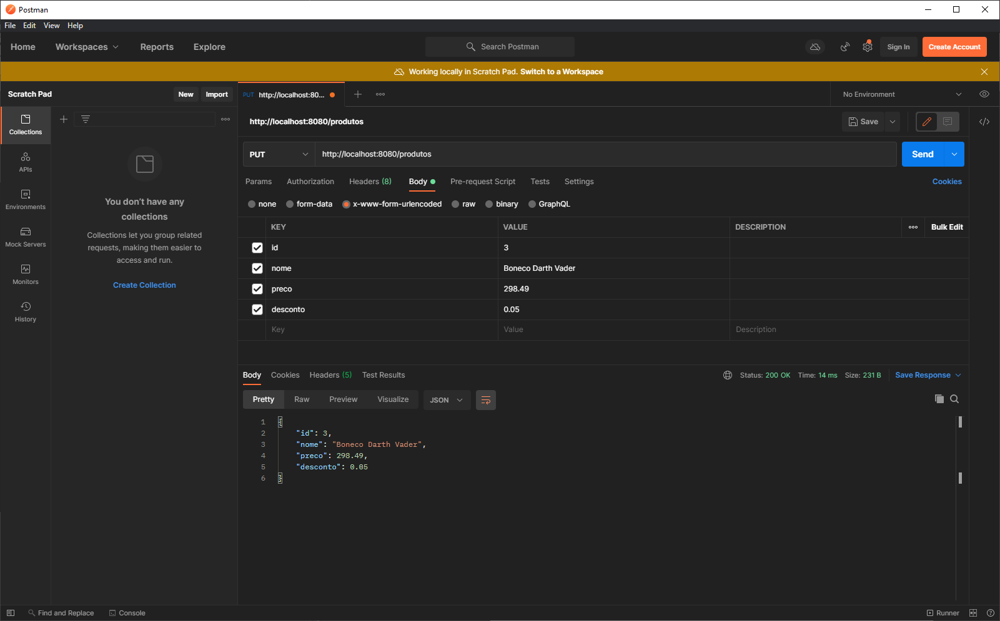 Postman
File Edit View Help
Home Workspaces Reports Explore Search Postman Sign In Create Account
Working locally in Scratch Pad. Switch to a Workspace
Scratch Pad New Import PUT http://localhost:80... No Environment
http://localhost:8080/produtos Save
Collections
PUT http://localhost:8080/produtos Send
APIs
Params Authorization Headers (8) Body Pre-request Script Tests Settings Cookies
Environments
none form-data x-www-form-urlencoded raw binary GraphQL
You don't have any
collections
KEY VALUE DESCRIPTION Bulk Edit
Collections let you group related
requests, making them easier to
access and run.
Mock Servers
id 3
nome Boneco Darth Vader
Monitors
Create Collection
preco 298.49
desconto 0.05
History
Key Value Description
Body Cookies Headers (5) Test Results Status: 200 OK Time: 14 ms Size: 231 B Save Response
Pretty Raw Preview Visualize JSON
1 {
2 "id": 3,
3 "nome": "Boneco Darth Vader",
4 "preco": 298.49,
5 "desconto": 0.05
6 }
Find and Replace Console Runner